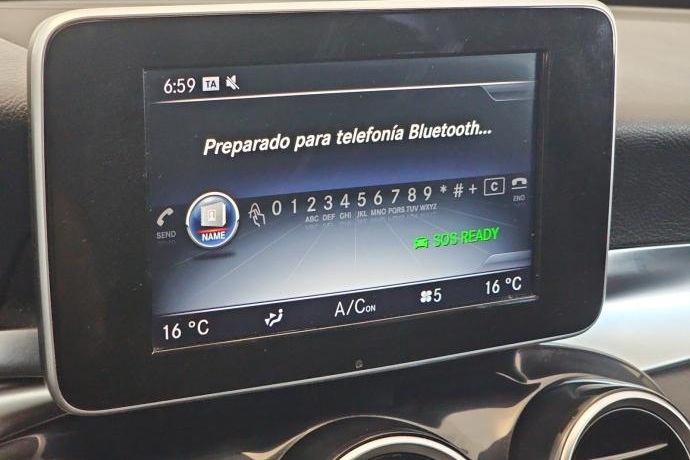 6:59 TA
Preparado para telefonía Bluetooth...
0 1 2 3 4 5 6 7 8 9 * # + C
ABC DEF GHI JKL MNO PQRS TUV WXYZ
SEND NAME END
SOS READY
16 °C A/C ON 5 16 °C